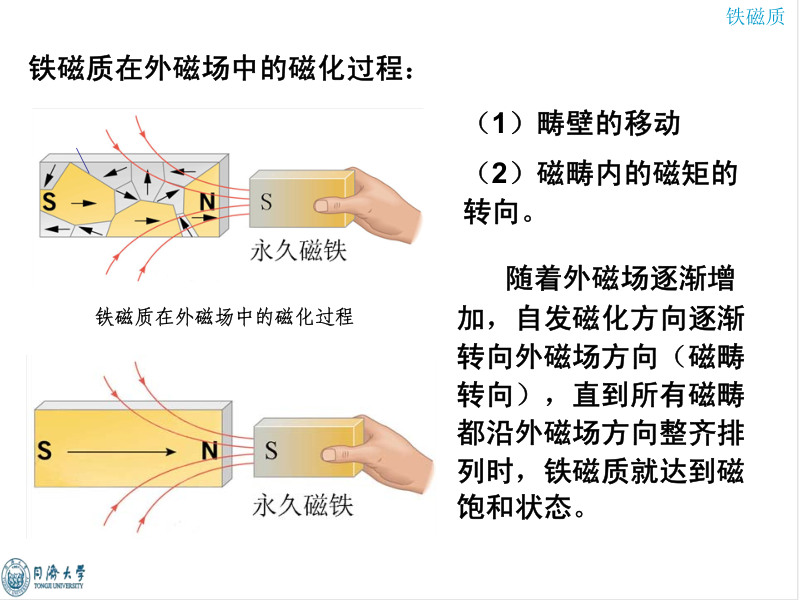 铁磁质
铁磁质在外磁场中的磁化过程：
（1）畴壁的移动
（2）磁畴内的磁矩的
转向。
S
N
S
永久磁铁
铁磁质在外磁场中的磁化过程
随着外磁场逐渐增
加，自发磁化方向逐渐
转向外磁场方向（磁畴
转向），直到所有磁畴
都沿外磁场方向整齐排
列时，铁磁质就达到磁
饱和状态。
S
N
S
永久磁铁
同济大学
TONGJI UNIVERSITY